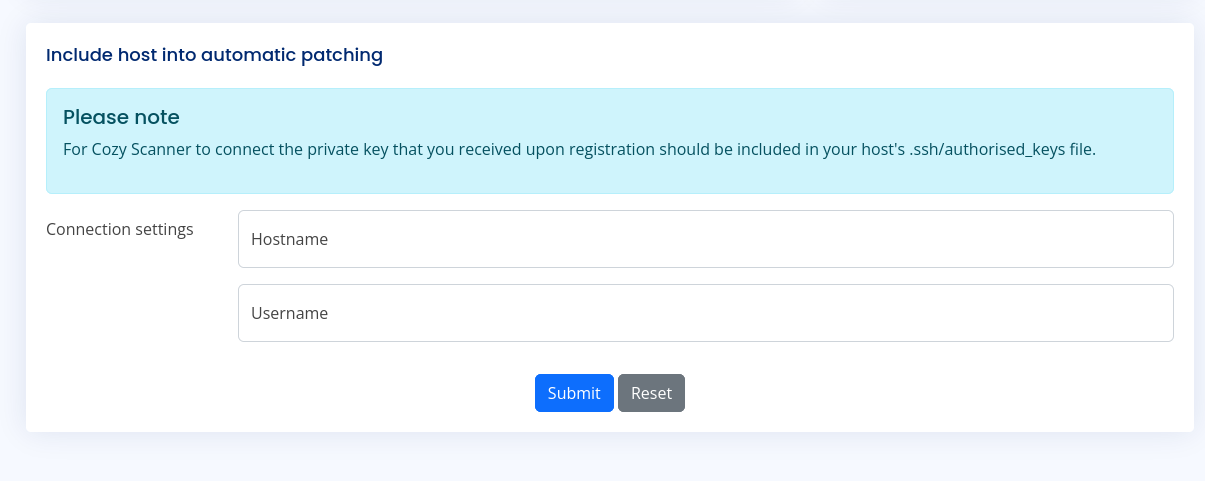 Include host into automatic patching
Please note
For Cozy Scanner to connect the private key that you received upon registration should be included in your host's .ssh/authorised_keys file.
Connection settings
Hostname
Username
Submit Reset